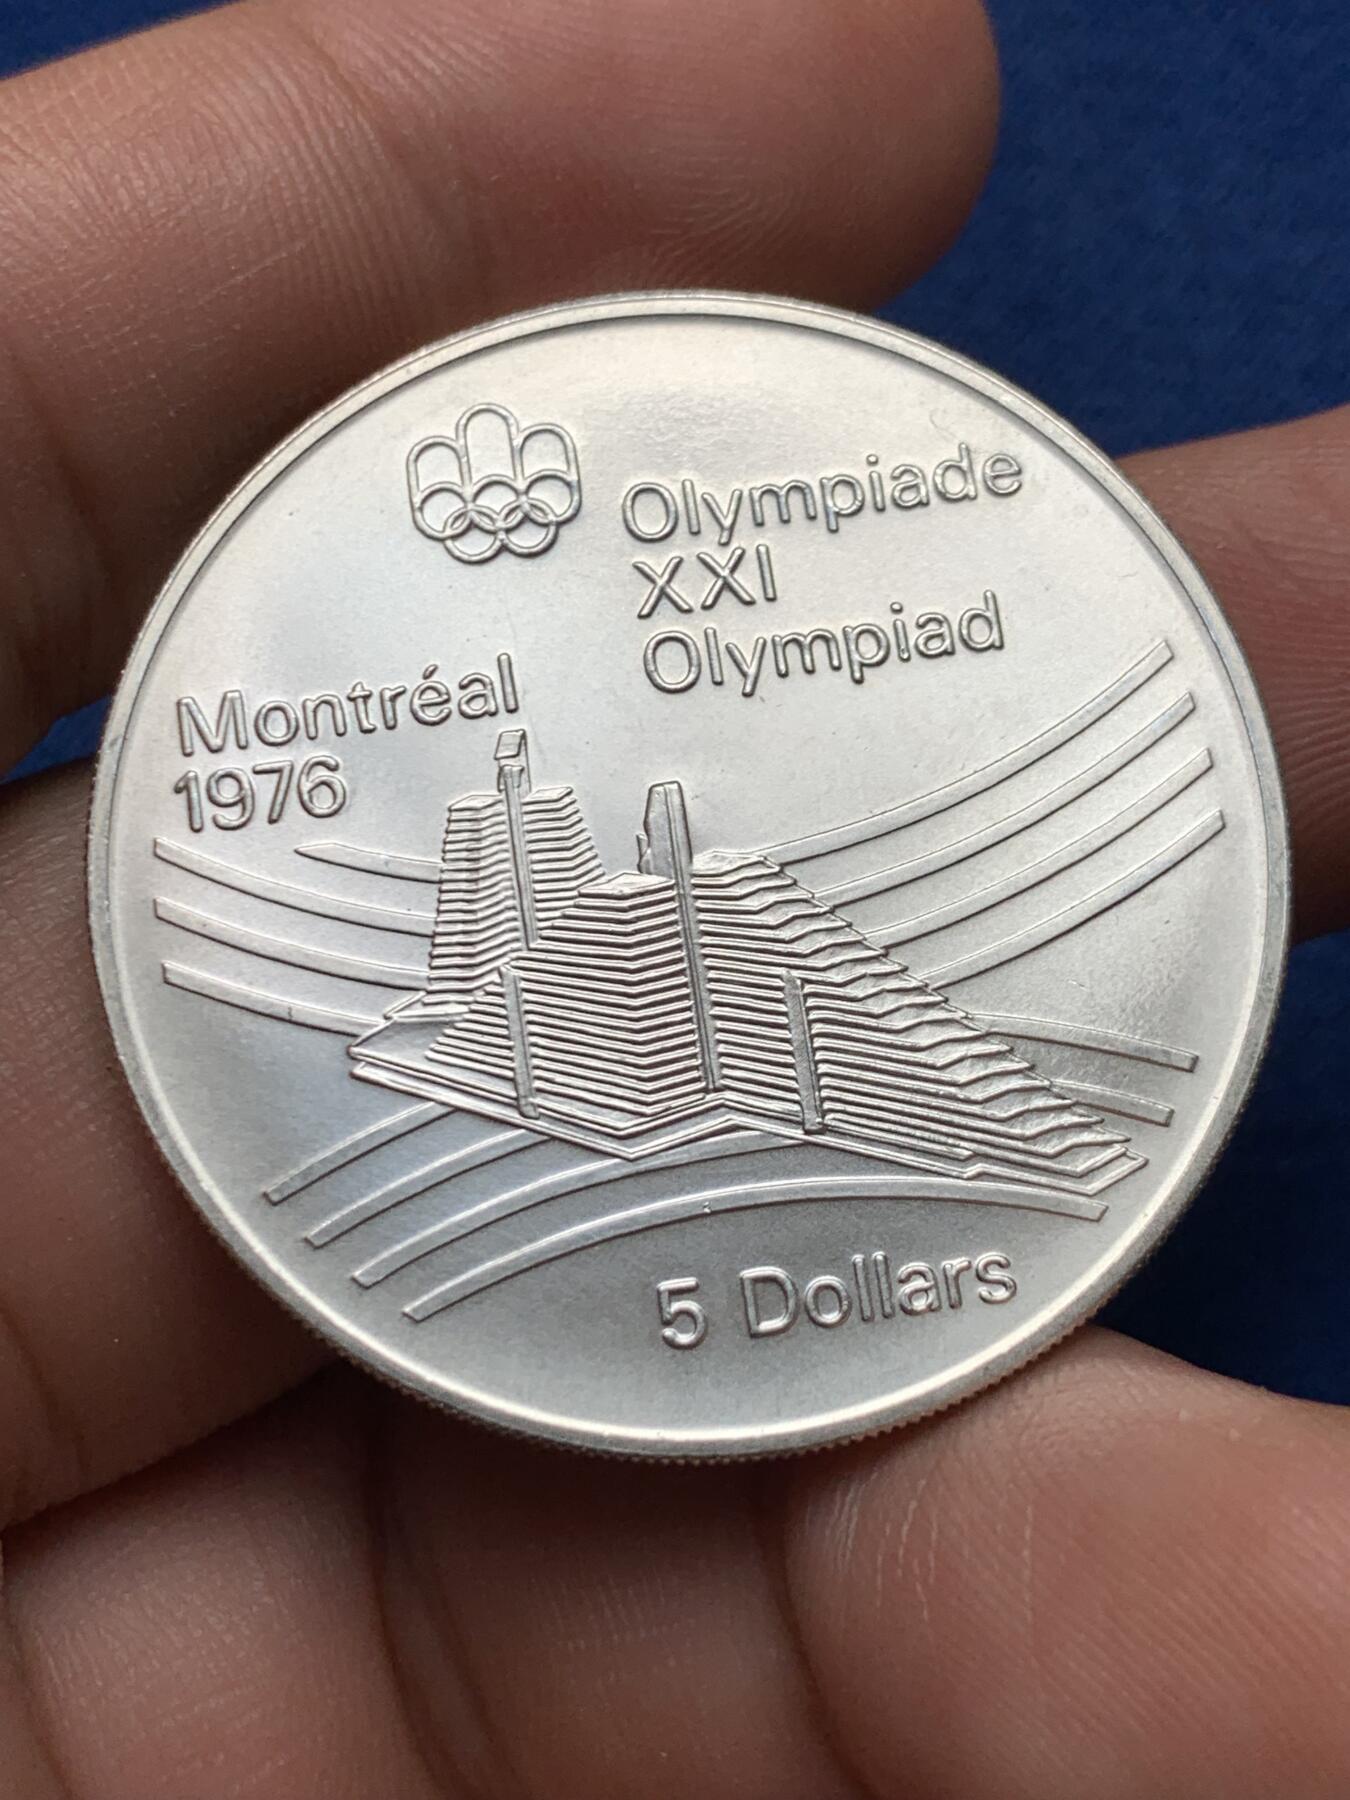 Olympiade
XXI
Olympiad
Montréal
1976
5 Dollars